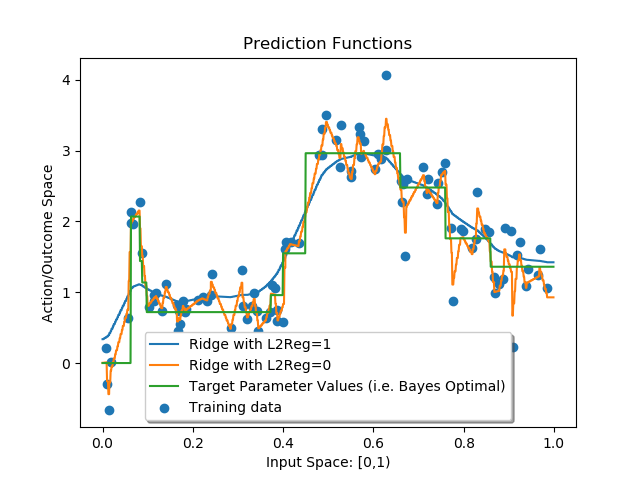 Prediction Functions
4
3
2
1
0
Action/Outcome Space
Ridge with L2Reg=1
Ridge with L2Reg=0
Target Parameter Values (i.e. Bayes Optimal)
Training data
0.0 0.2 0.4 0.6 0.8 1.0
Input Space: [0,1)